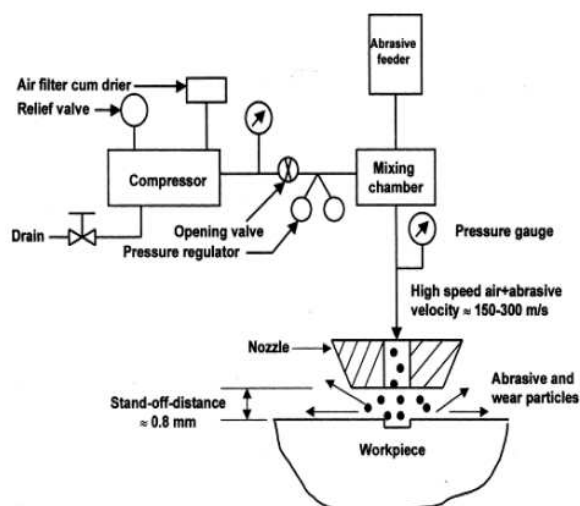 Abrasive
feeder
Air filter cum drier
Relief valve
Compressor
Mixing
chamber
Opening valve
Drain
Pressure regulator
Pressure gauge
High speed air+abrasive
velocity ≈ 150-300 m/s
Nozzle
Abrasive and
wear particles
Stand-off-distance
≈ 0.8 mm
Workpiece